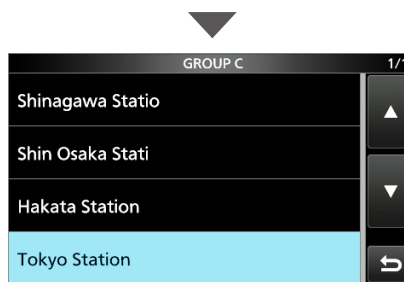 GROUP C 1/1
Shinagawa Statio
Shin Osaka Stati
Hakata Station
Tokyo Station